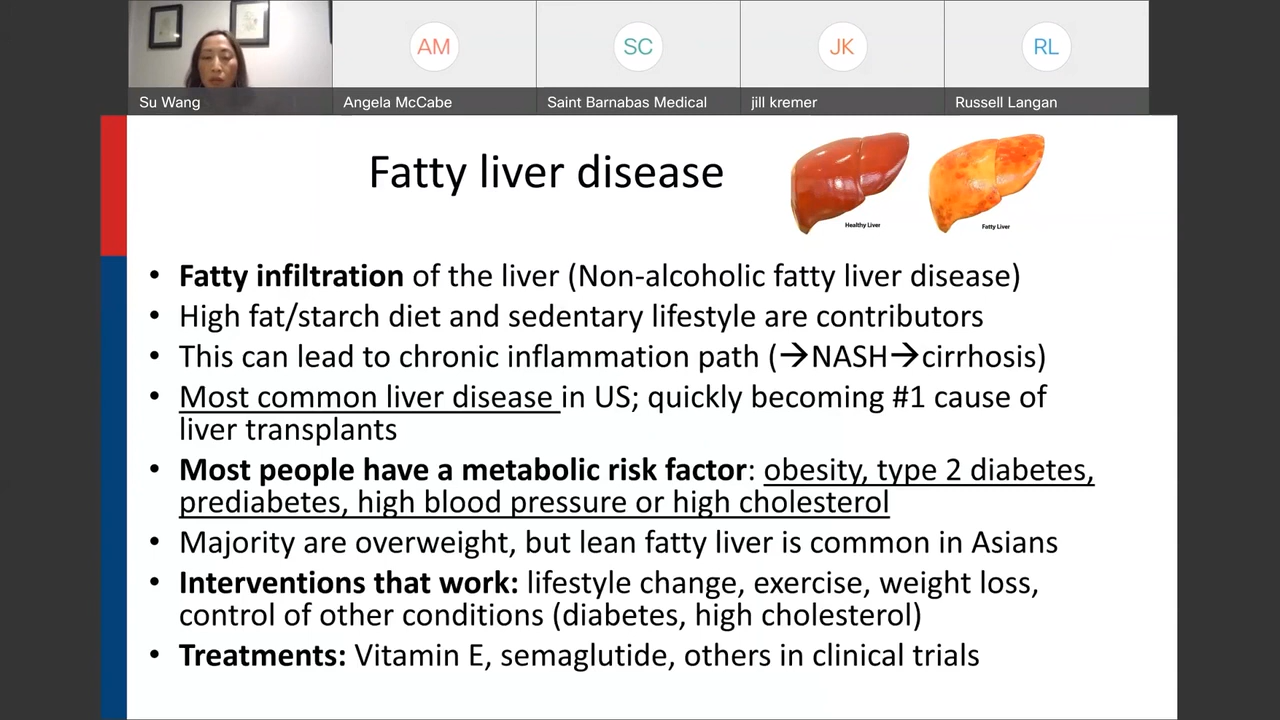 AM
SC
JK
RL
Su Wang
Angela McCabe
Saint Barnabas Medical
jill kremer
Russell Langan
Fatty liver disease
Healthy Liver
Fatty Liver
• Fatty infiltration of the liver (Non-alcoholic fatty liver disease)
• High fat/starch diet and sedentary lifestyle are contributors
• This can lead to chronic inflammation path (→NASH→cirrhosis)
• Most common liver disease in US; quickly becoming #1 cause of
liver transplants
• Most people have a metabolic risk factor: obesity, type 2 diabetes,
prediabetes, high blood pressure or high cholesterol
• Majority are overweight, but lean fatty liver is common in Asians
• Interventions that work: lifestyle change, exercise, weight loss,
control of other conditions (diabetes, high cholesterol)
• Treatments: Vitamin E, semaglutide, others in clinical trials